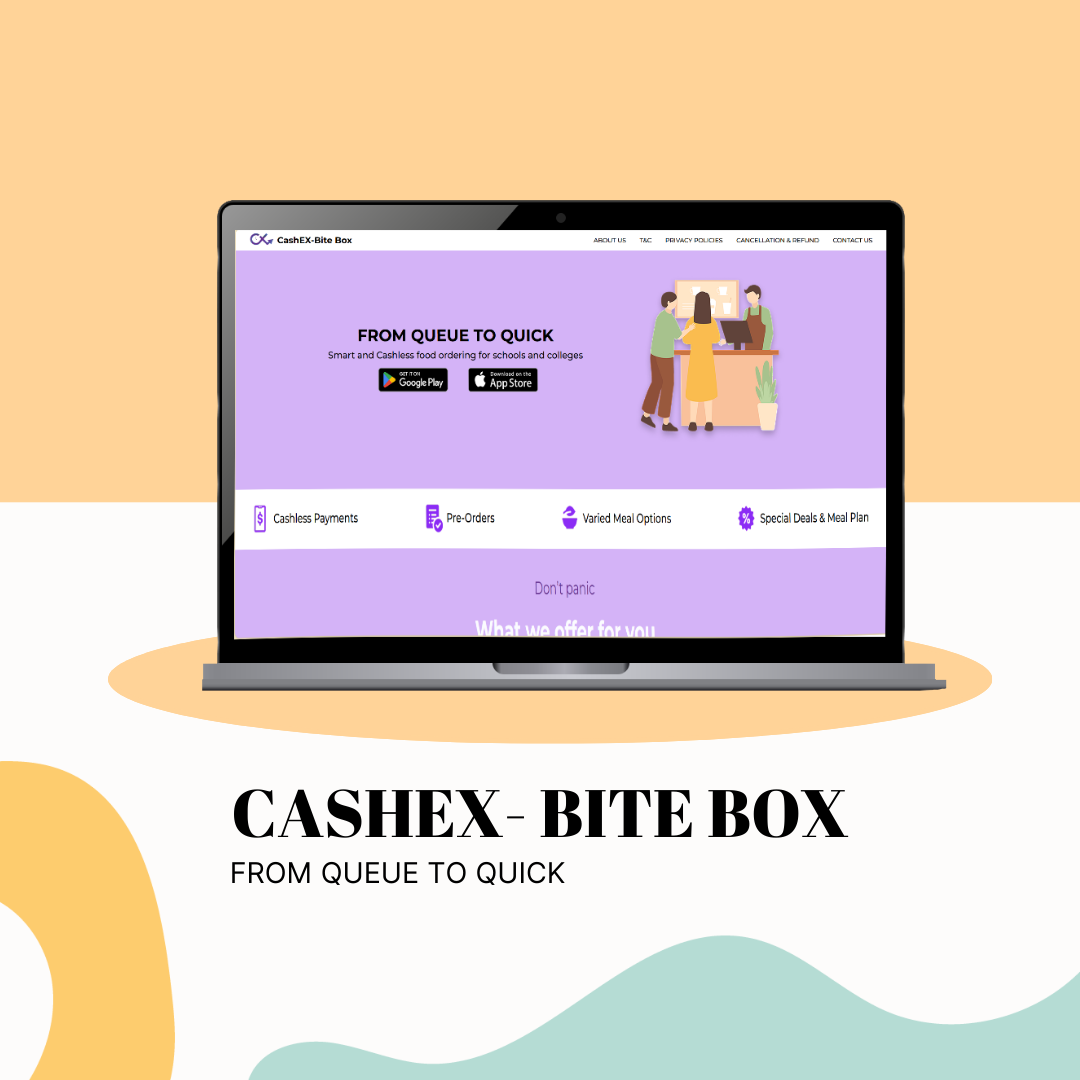 CashEX-Bite Box
ABOUT US T&C PRIVACY POLICIES CANCELLATION & REFUND CONTACT US
FROM QUEUE TO QUICK
Smart and Cashless food ordering for schools and colleges
GET IT ON
Google Play
Download on the
App Store
Cashless Payments Pre-Orders Varied Meal Options Special Deals & Meal Plan
Don't panic
What we offer for you
CASHEX- BITE BOX
FROM QUEUE TO QUICK